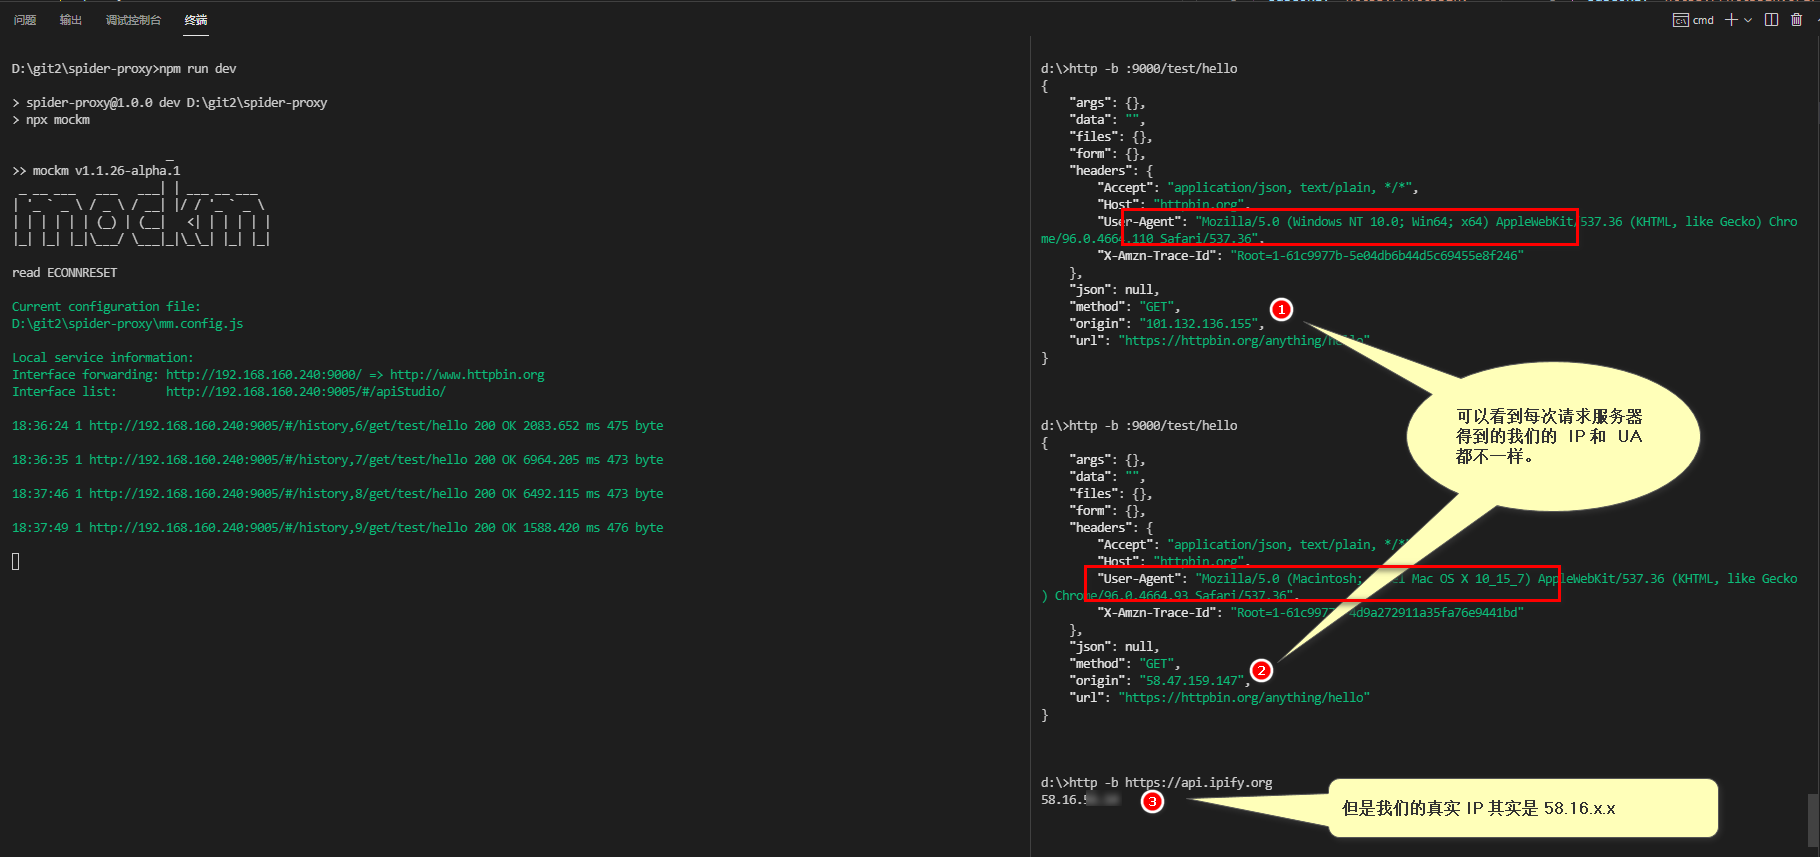 问题 输出 调试控制台 终端
cmd
D:\git2\spider-proxy>npm run dev
> spider-proxy@1.0.0 dev D:\git2\spider-proxy
> npx mockm
>> mockm v1.1.26-alpha.1
read ECONNRESET
Current configuration file:
D:\git2\spider-proxy\mm.config.js
Local service information:
Interface forwarding: http://192.168.160.240:9000/ => http://www.httpbin.org
Interface list: http://192.168.160.240:9005/#/apiStudio/
18:36:24 1 http://192.168.160.240:9005/#/history,6/get/test/hello 200 OK 2083.652 ms 475 byte
18:36:35 1 http://192.168.160.240:9005/#/history,7/get/test/hello 200 OK 6964.205 ms 473 byte
18:37:46 1 http://192.168.160.240:9005/#/history,8/get/test/hello 200 OK 6492.115 ms 473 byte
18:37:49 1 http://192.168.160.240:9005/#/history,9/get/test/hello 200 OK 1588.420 ms 476 byte
d:\>http -b :9000/test/hello
{
"args": {},
"data": "",
"files": {},
"form": {},
"headers": {
"Accept": "application/json, text/plain, */*",
"Host": "httpbin.org",
"User-Agent": "Mozilla/5.0 (Windows NT 10.0; Win64; x64) AppleWebKit/537.36 (KHTML, like Gecko) Chro
me/96.0.4664.110 Safari/537.36",
"X-Amzn-Trace-Id": "Root=1-61c9977b-5e04db6b44d5c69455e8f246"
},
"json": null,
"method": "GET",
"origin": "101.132.136.155",
"url": "https://httpbin.org/anything/hello"
}
1
可以看到每次请求服务器
得到的我们的 IP 和 UA
都不一样。
d:\>http -b :9000/test/hello
{
"args": {},
"data": "",
"files": {},
"form": {},
"headers": {
"Accept": "application/json, text/plain, */*"
"Host": "httpbin.org",
"User-Agent": "Mozilla/5.0 (Macintosh; Mac OS X 10_15_7) AppleWebKit/537.36 (KHTML, like Gecko
) Chrome/96.0.4664.93 Safari/537.36",
"X-Amzn-Trace-Id": "Root=1-61c997 4d9a272911a35fa76e9441bd"
},
"json": null,
"method": "GET",
"origin": "58.47.159.147",
"url": "https://httpbin.org/anything/hello"
}
2
d:\>http -b https://api.ipify.org
58.16.
3
但是我们的真实 IP 其实是 58.16.x.x